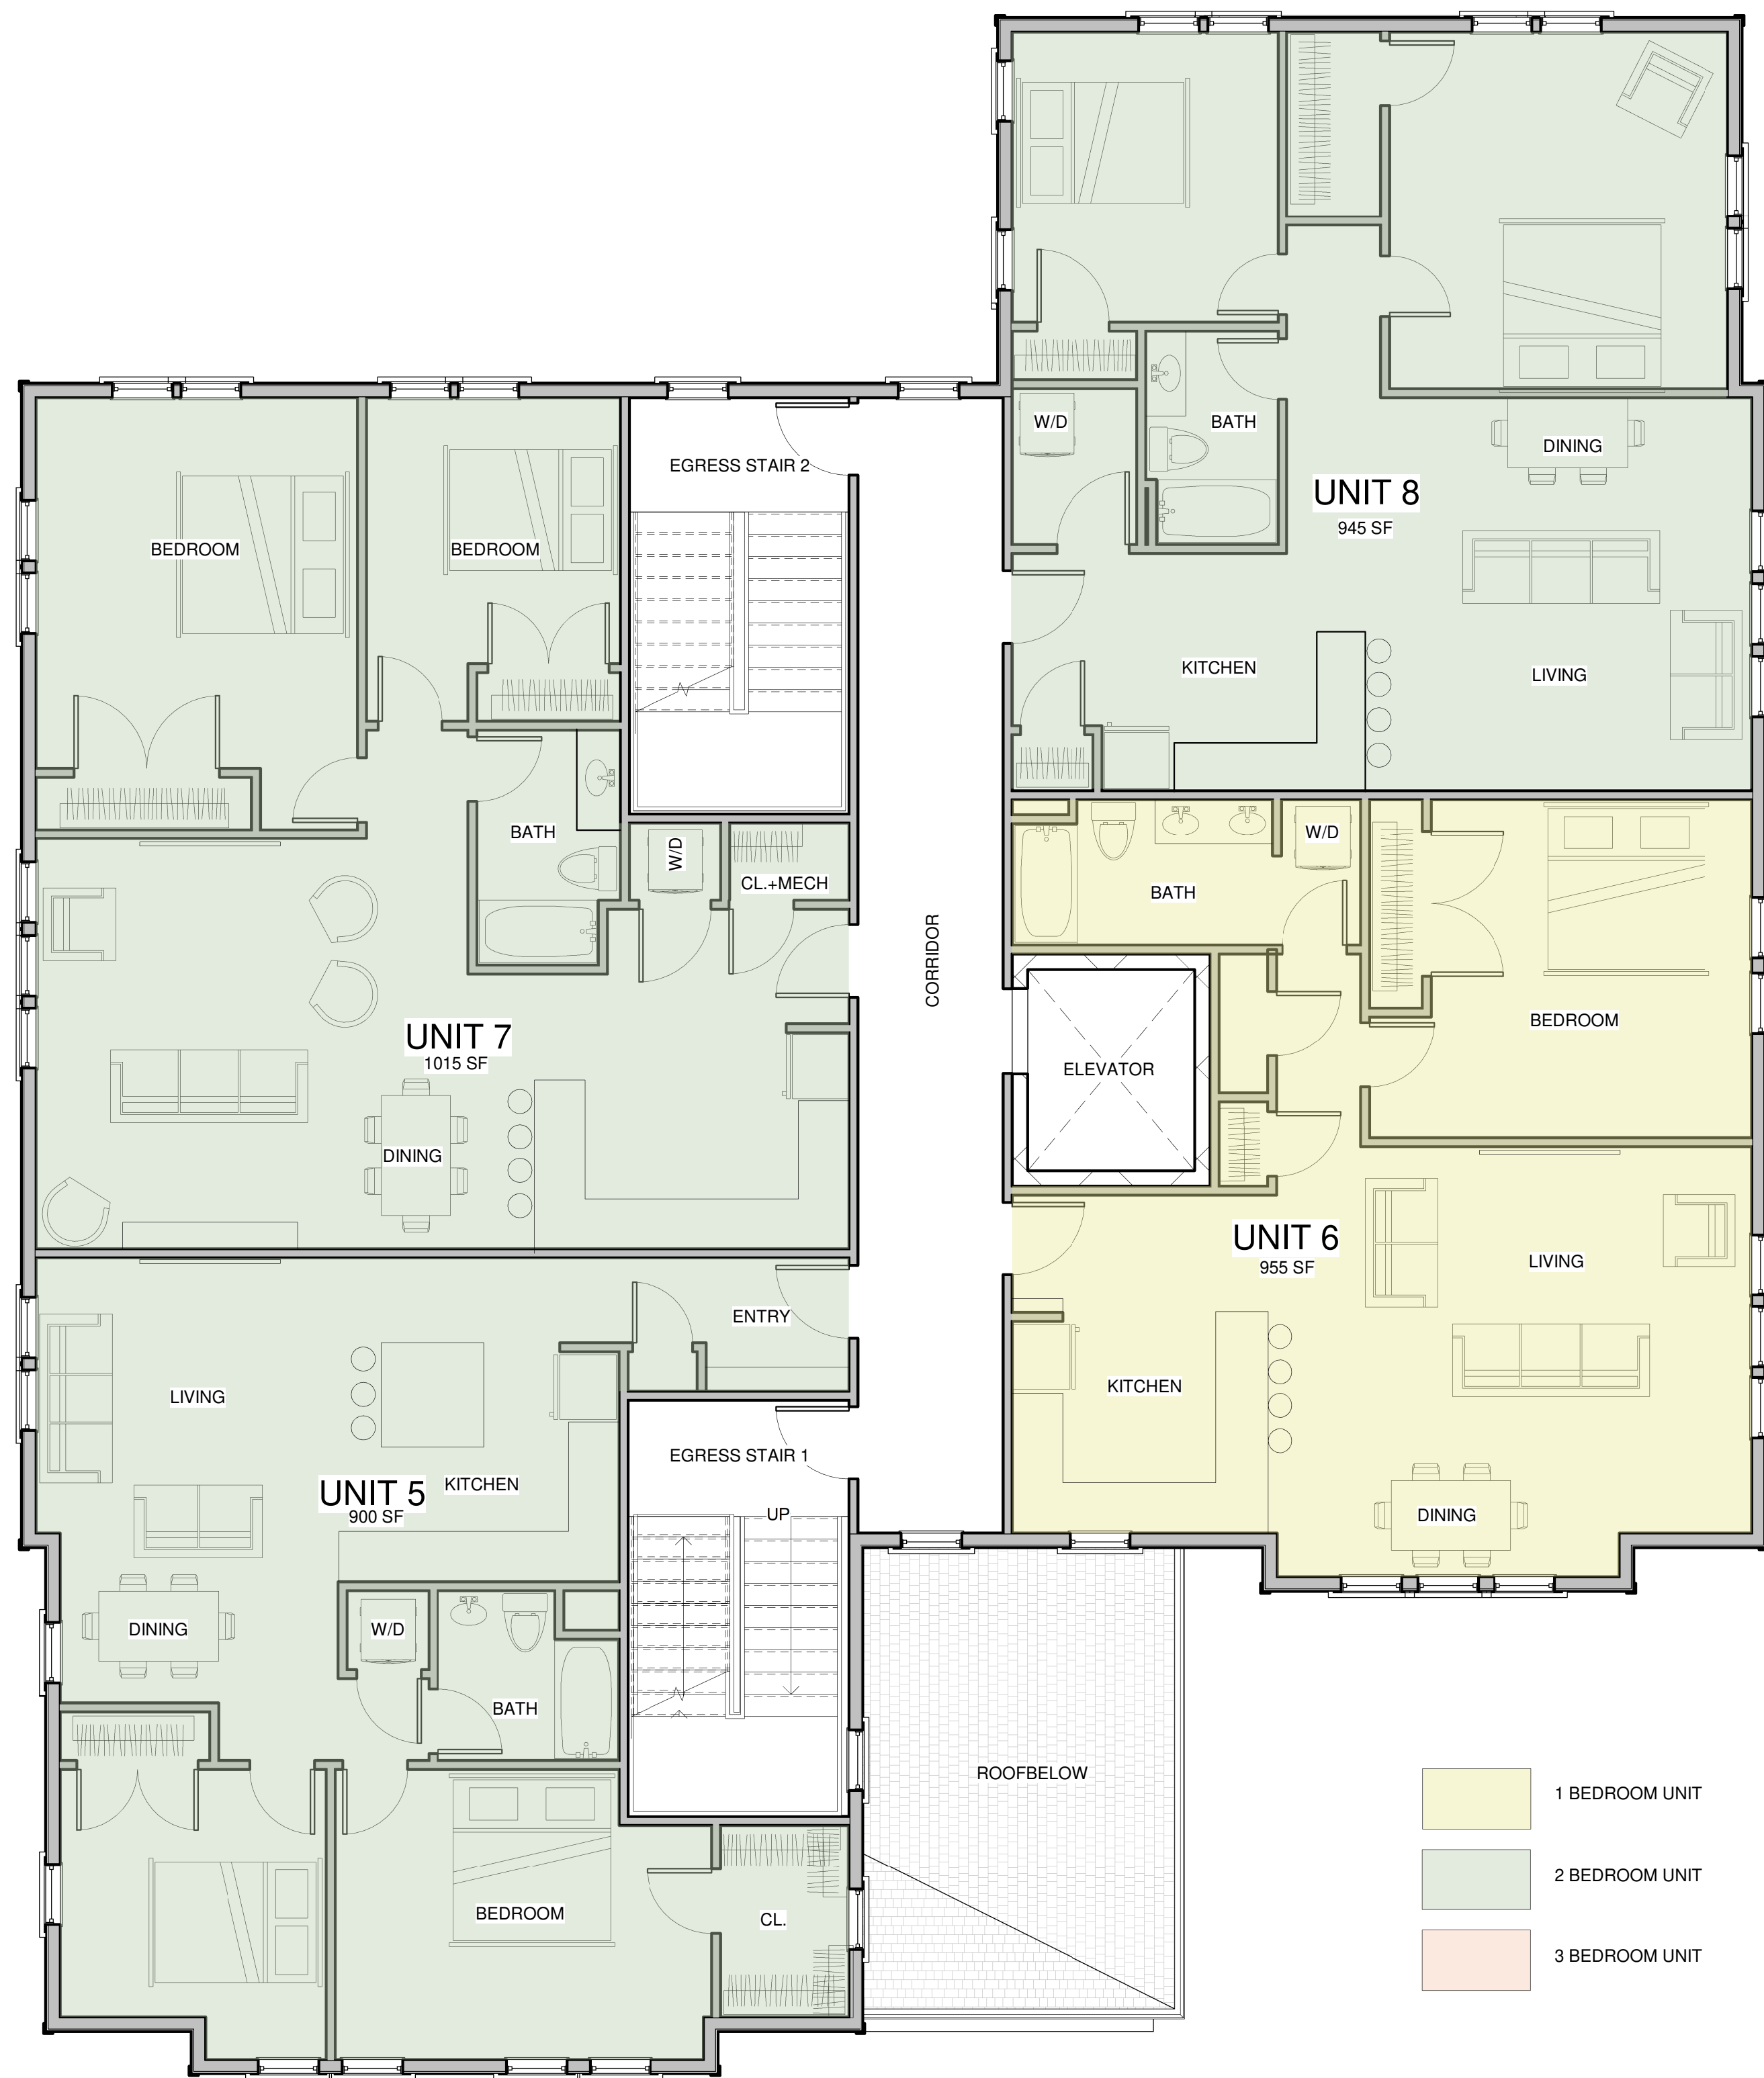 W/D
BATH
DINING
UNIT 8
945 SF
KITCHEN
LIVING
EGRESS STAIR 2
BEDROOM
BEDROOM
BATH
W/D
CL.+MECH
UNIT 7
1015 SF
DINING
CORRIDOR
W/D
BATH
BEDROOM
ELEVATOR
UNIT 6
955 SF
LIVING
KITCHEN
DINING
ENTRY
LIVING
UNIT 5
900 SF
KITCHEN
EGRESS STAIR 1
UP
DINING
W/D
BATH
BEDROOM
CL.
ROOFBELOW
1 BEDROOM UNIT
2 BEDROOM UNIT
3 BEDROOM UNIT